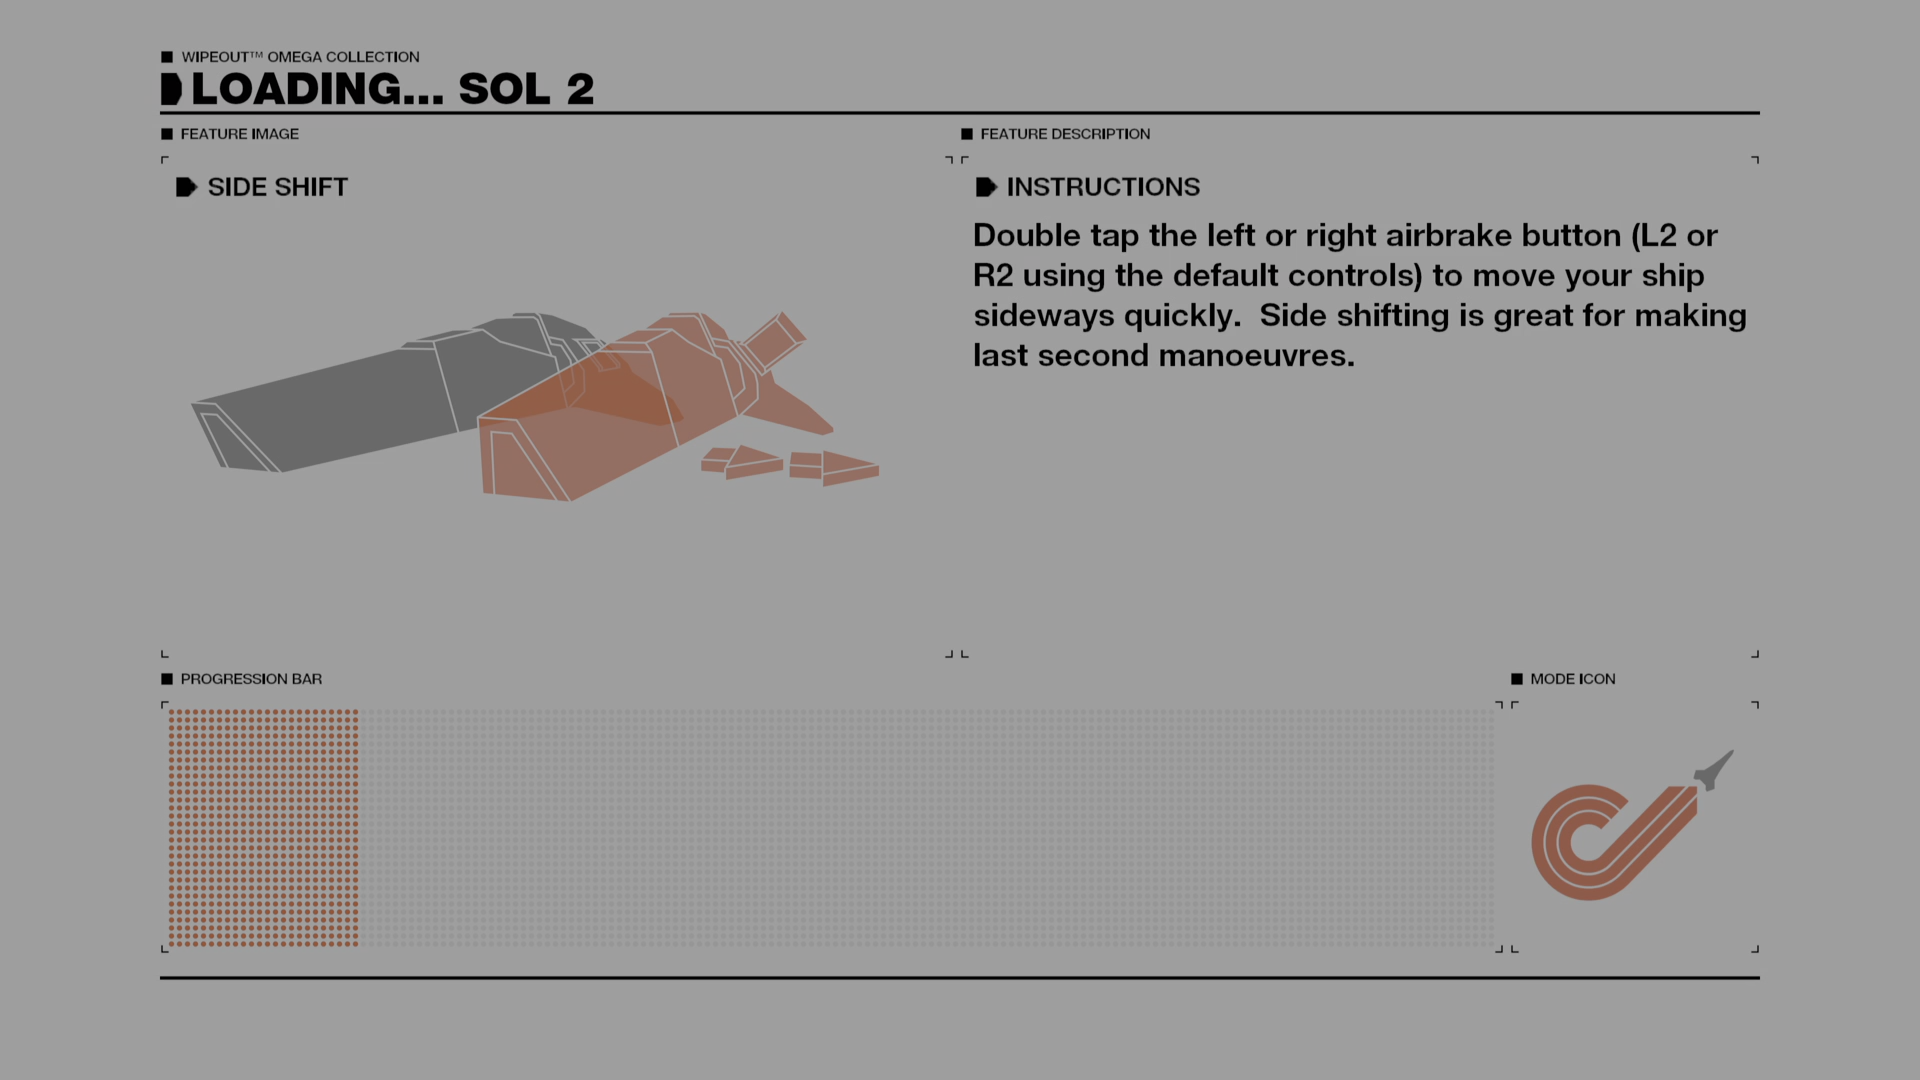 WIPEOUT™ OMEGA COLLECTION
LOADING... SOL 2
FEATURE IMAGE
SIDE SHIFT
FEATURE DESCRIPTION
INSTRUCTIONS
Double tap the left or right airbrake button (L2 or
R2 using the default controls) to move your ship
sideways quickly.  Side shifting is great for making
last second manoeuvres.
PROGRESSION BAR
MODE ICON